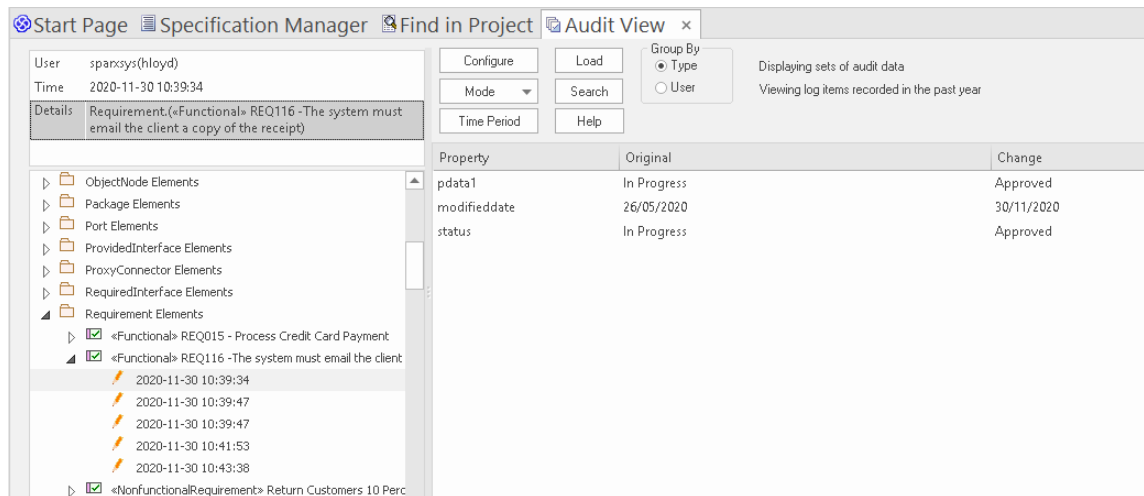 Start Page Specification Manager Find in Project Audit View ×
User sparxsys(hloyd)
Time 2020-11-30 10:39:34
Details Requirement.(«Functional» REQ116 -The system must
email the client a copy of the receipt)
Configure Load
Mode Search
Time Period Help
Group By
Type
User
Displaying sets of audit data
Viewing log items recorded in the past year
ObjectNode Elements
Package Elements
Port Elements
ProvidedInterface Elements
ProxyConnector Elements
RequiredInterface Elements
Requirement Elements
«Functional» REQ015 - Process Credit Card Payment
«Functional» REQ116 -The system must email the client
2020-11-30 10:39:34
2020-11-30 10:39:47
2020-11-30 10:39:47
2020-11-30 10:41:53
2020-11-30 10:43:38
«NonfunctionalRequirement» Return Customers 10 Perc
Property Original Change
pdata1 In Progress Approved
modifieddate 26/05/2020 30/11/2020
status In Progress Approved